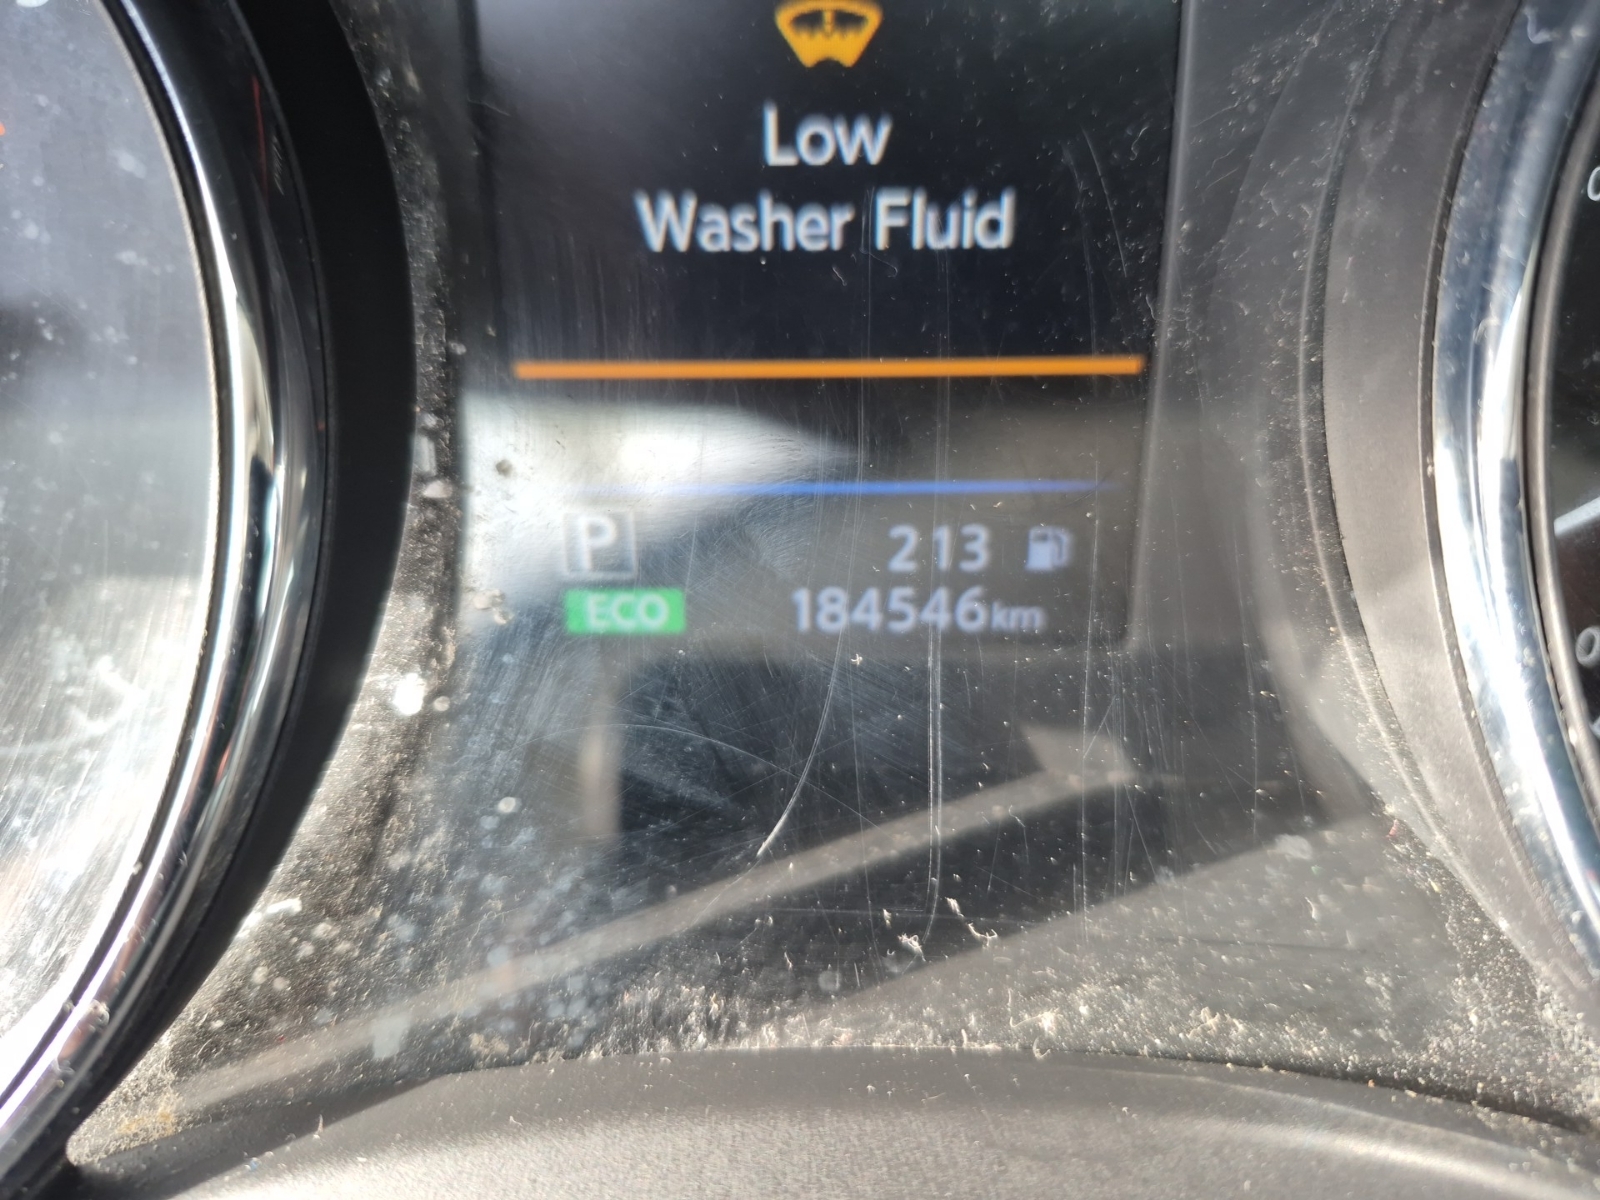 Low
Washer Fluid
P 213
ECO 184546km